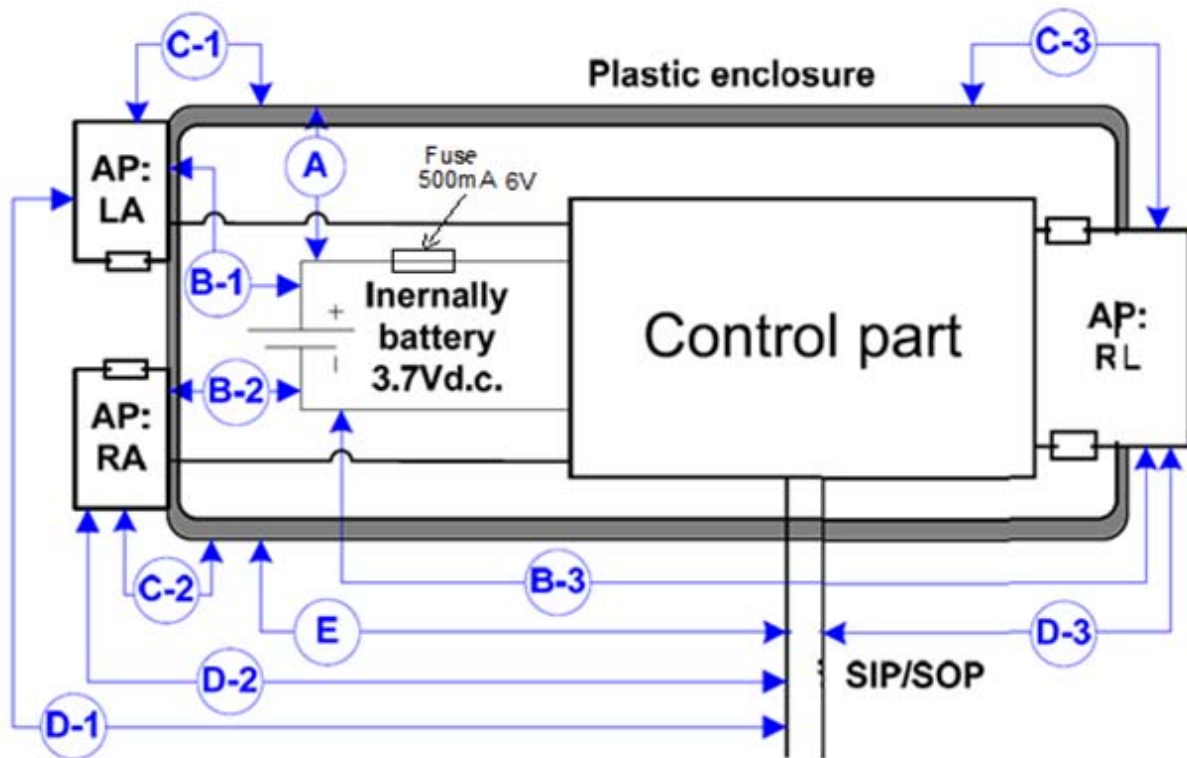 C-1
C-3
Plastic enclosure
AP:
LA
A
Fuse
500mA 6V
B-1
+
Inernally
battery
3.7Vd.c.
−
Control part
AP:
RL
B-2
AP:
RA
C-2
B-3
E
D-3
D-2
SIP/SOP
D-1